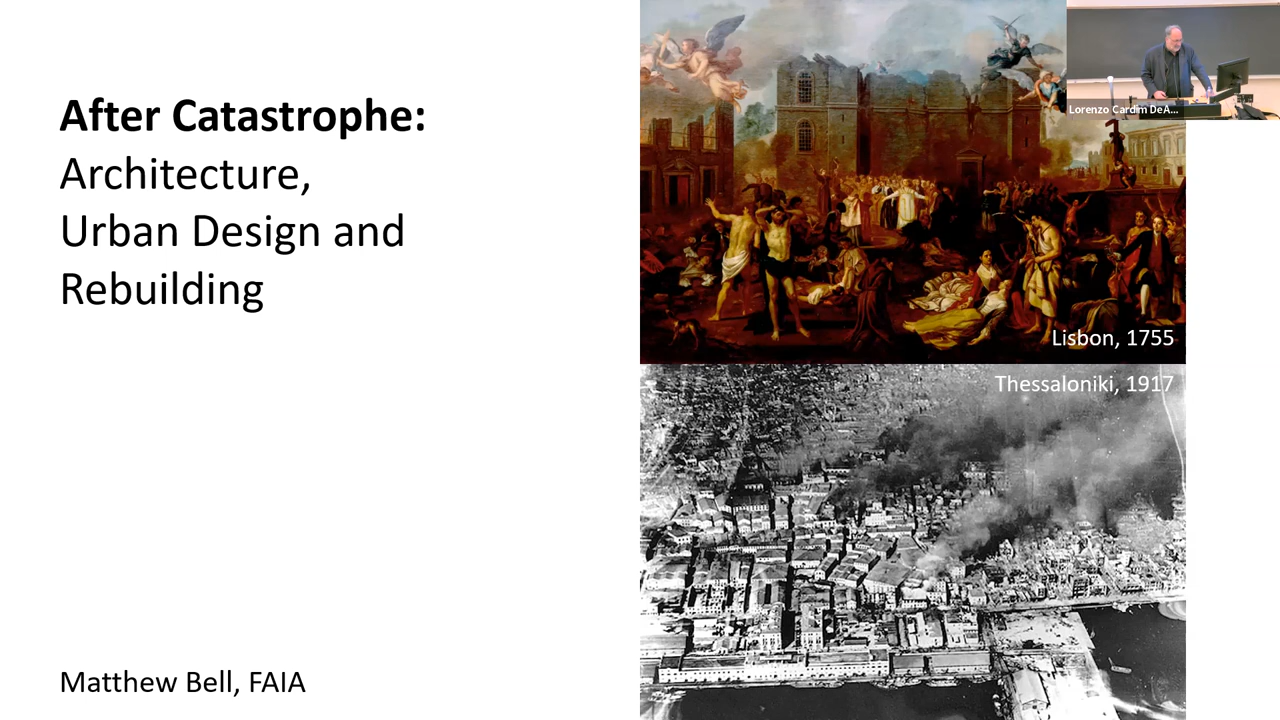 After Catastrophe:
Architecture,
Urban Design and
Rebuilding
Matthew Bell, FAIA
Lisbon, 1755
Thessaloniki, 1917
Lorenzo Cardim DeA...